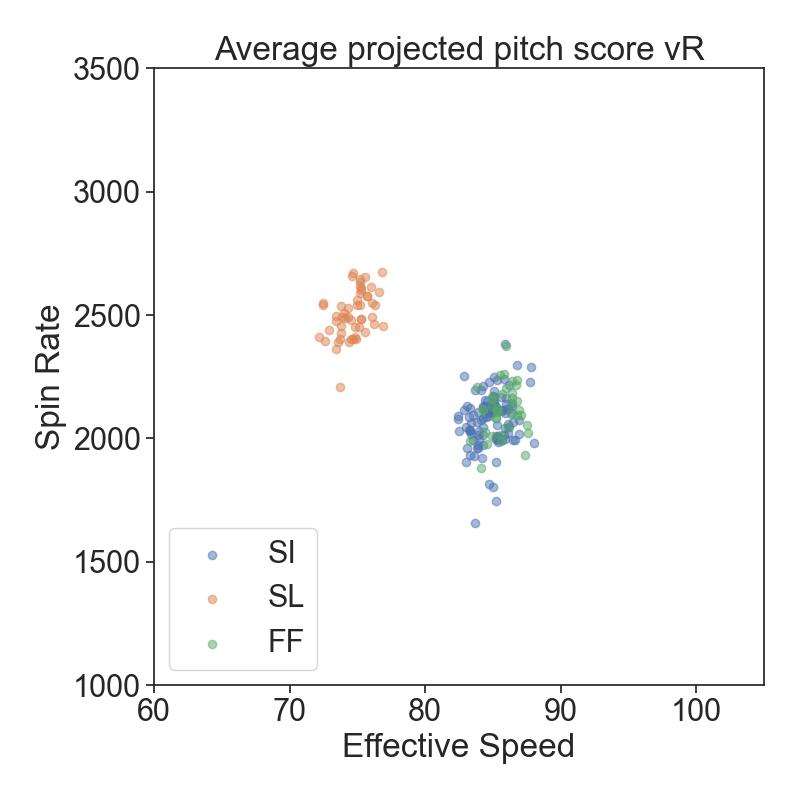 Average projected pitch score vR
3500
3000
2500
2000
1500
1000
Spin Rate
SI
SL
FF
60 70 80 90 100
Effective Speed